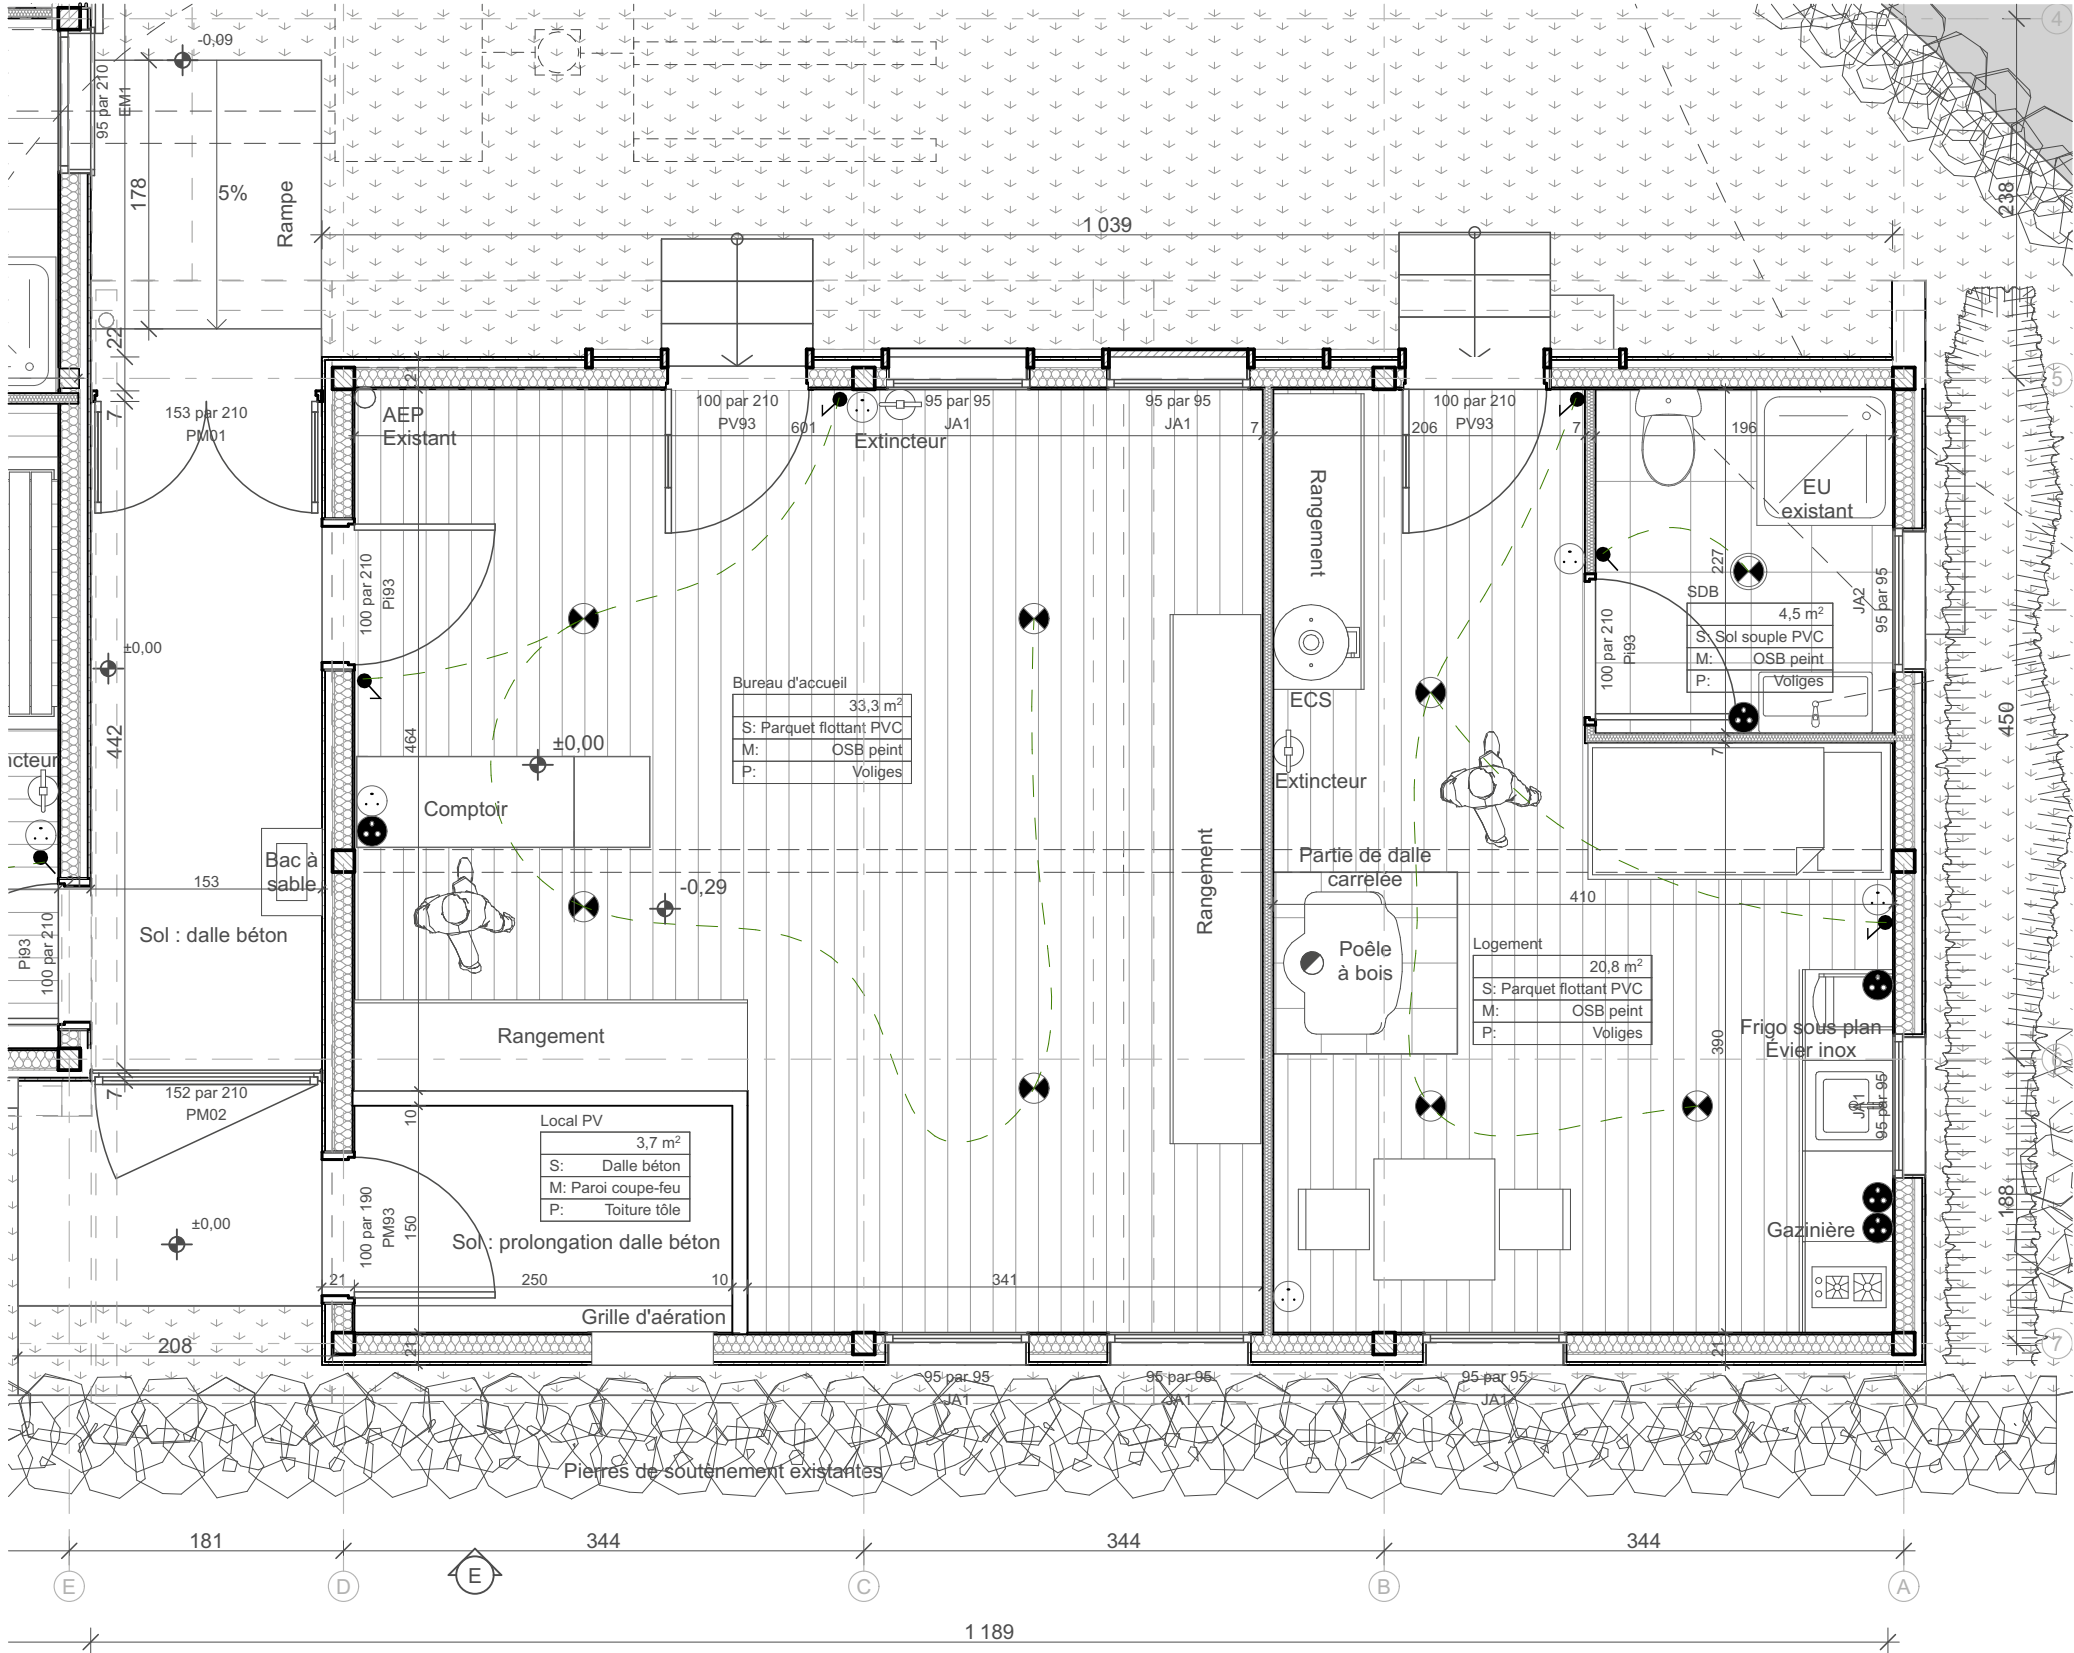 -0,09
4
95 par 210
EM1
178
5%
Rampe
238
1 039
22
21
5
7
153 par 210
PM01
AEP
Existant
100 par 210
PV93
601
Extincteur
95 par 95
JA1
95 par 95
JA1
7
206
100 par 210
PV93
7
196
EU
existant
Rangement
100 par 210
Pi93
227
JA2
95 par 95
SDB
4,5 m²
S: Sol souple PVC
M: OSB peint
P: Voliges
100 par 210
Pi93
±0,00
442
464
Bureau d'accueil
33,3 m²
S: Parquet flottant PVC
M: OSB peint
P: Voliges
ECS
450
±0,00
7
ncteur
Extincteur
Comptoir
Rangement
Bac à
sable
153
Partie de dalle
carrelée
-0,29
410
Sol : dalle béton
Pi93
100 par 210
Poêle
à bois
Logement
20,8 m²
S: Parquet flottant PVC
M: OSB peint
P: Voliges
Rangement
390
Frigo sous plan
Évier inox
6
7
152 par 210
PM02
10
Local PV
3,7 m²
S: Dalle béton
M: Paroi coupe-feu
P: Toiture tôle
JA1
95 par 95
188
±0,00
100 par 190
PM93
150
Sol : prolongation dalle béton
Gazinière
21
250
10
341
Grille d'aération
208
21
21
7
95 par 95
JA1
95 par 95
JA1
95 par 95
JA1
Pierres de soutènement existantes
181
344
344
344
E
D
E
C
B
A
1 189